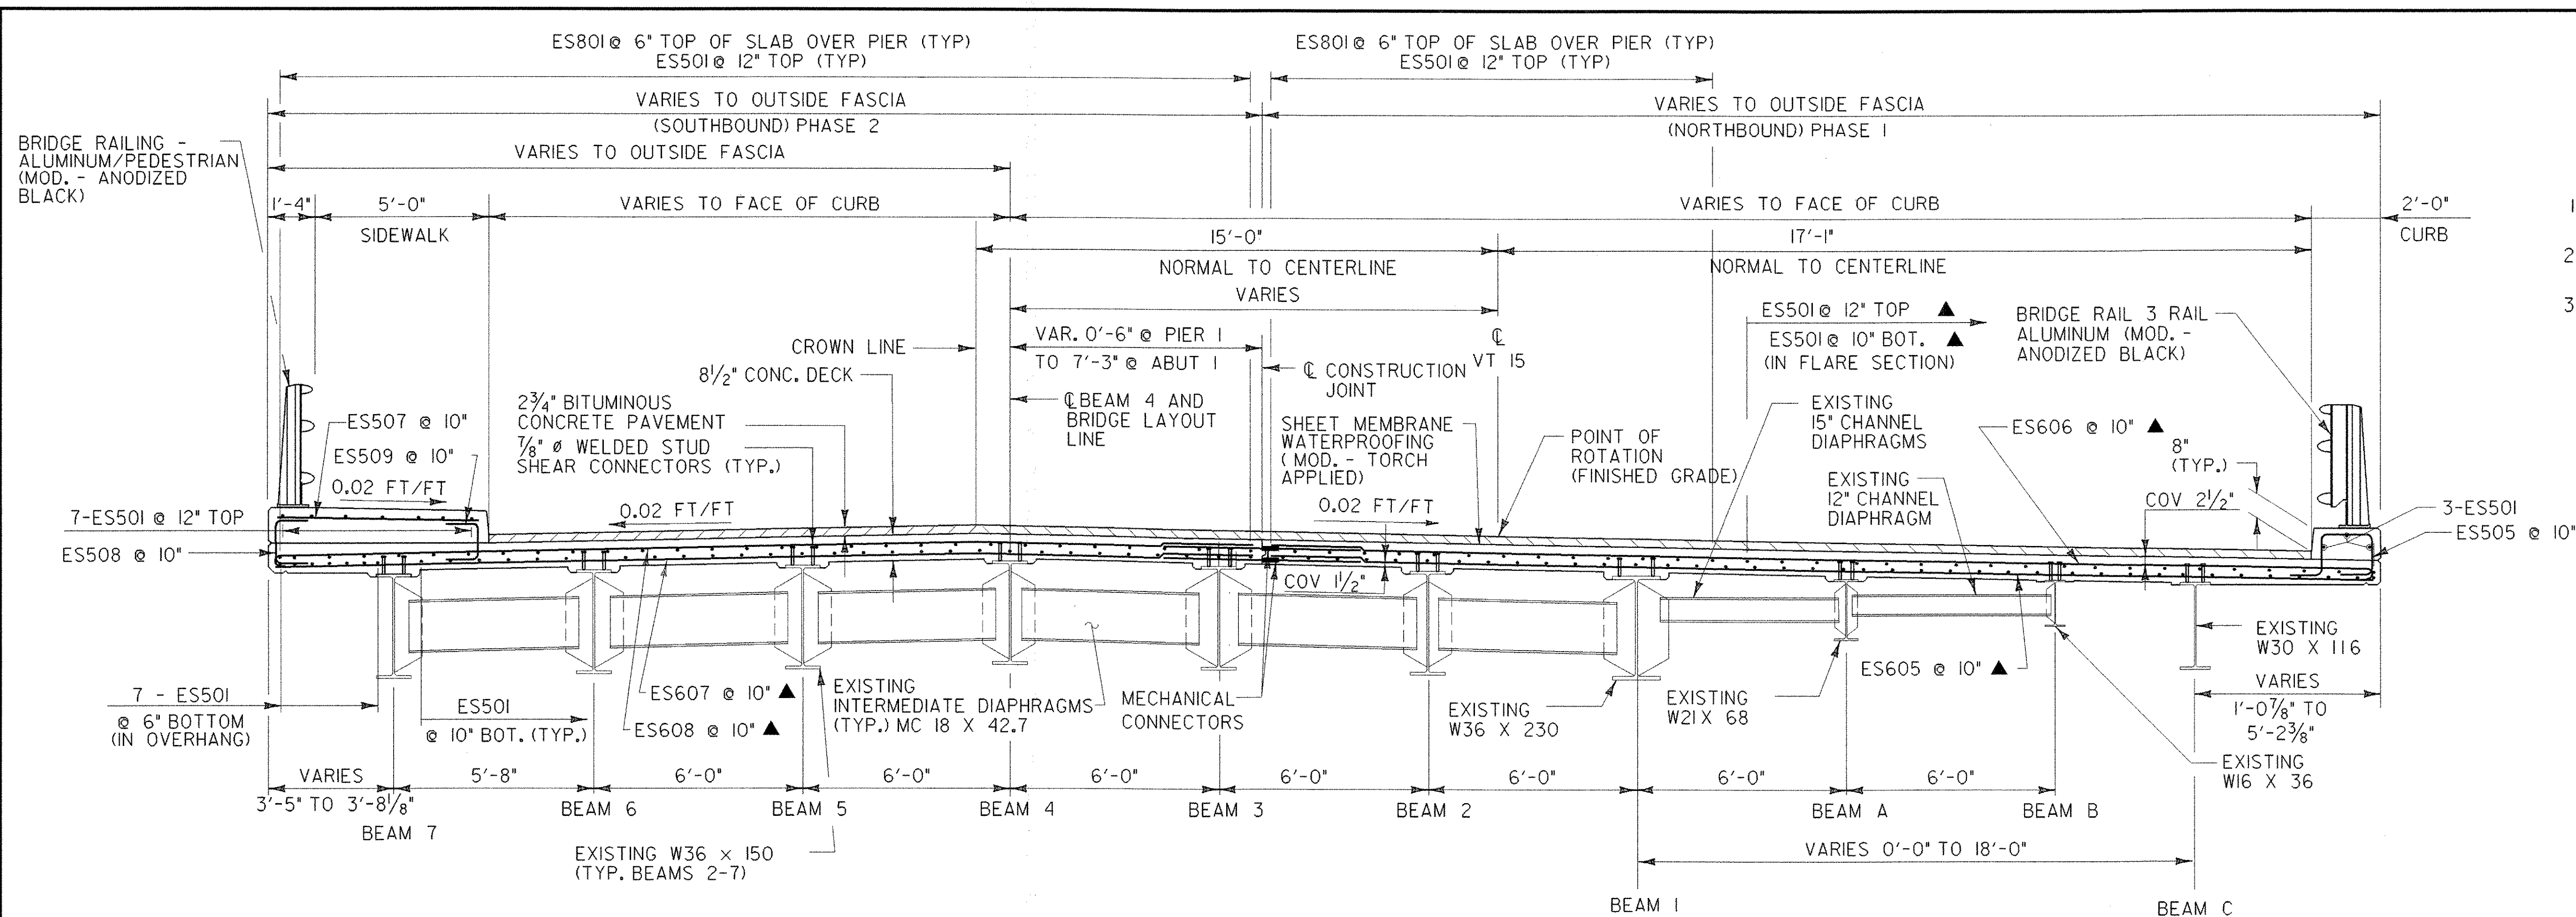 ES801 @ 6" TOP OF SLAB OVER PIER (TYP)
ES501 @ 12" TOP (TYP)
ES801 @ 6" TOP OF SLAB OVER PIER (TYP)
ES501 @ 12" TOP (TYP)
VARIES TO OUTSIDE FASCIA
(SOUTHBOUND) PHASE 2
VARIES TO OUTSIDE FASCIA
(NORTHBOUND) PHASE 1
BRIDGE RAILING -
ALUMINUM/PEDESTRIAN
(MOD. - ANODIZED
BLACK)
VARIES TO OUTSIDE FASCIA
1'-4"
5'-0"
SIDEWALK
VARIES TO FACE OF CURB
VARIES TO FACE OF CURB
2'-0"
CURB
1
2
3
15'-0"
NORMAL TO CENTERLINE
17'-1"
NORMAL TO CENTERLINE
VARIES
CROWN LINE
VAR. 0'-6" @ PIER 1
TO 7'-3" @ ABUT 1
℄
VT 15
ES501 @ 12" TOP ▲
ES501 @ 10" BOT. ▲
(IN FLARE SECTION)
BRIDGE RAIL 3 RAIL
ALUMINUM (MOD. -
ANODIZED BLACK)
8½" CONC. DECK
℄ CONSTRUCTION
JOINT
2¾" BITUMINOUS
CONCRETE PAVEMENT
⅞" Ø WELDED STUD
SHEAR CONNECTORS (TYP.)
℄ BEAM 4 AND
BRIDGE LAYOUT
LINE
SHEET MEMBRANE
WATERPROOFING
(MOD. - TORCH
APPLIED)
POINT OF
ROTATION
(FINISHED GRADE)
EXISTING
15" CHANNEL
DIAPHRAGMS
EXISTING
12" CHANNEL
DIAPHRAGM
ES606 @ 10" ▲
8"
(TYP.)
COV 2½"
ES507 @ 10"
ES509 @ 10"
0.02 FT/FT
0.02 FT/FT
0.02 FT/FT
7-ES501 @ 12" TOP
ES508 @ 10"
3-ES501
ES505 @ 10"
COV 1½"
7 - ES501
@ 6" BOTTOM
(IN OVERHANG)
ES501
@ 10" BOT. (TYP.)
ES607 @ 10" ▲
ES608 @ 10" ▲
EXISTING
INTERMEDIATE DIAPHRAGMS
(TYP.) MC 18 X 42.7
MECHANICAL
CONNECTORS
EXISTING
W36 X 230
EXISTING
W21 X 68
ES605 @ 10" ▲
EXISTING
W30 X 116
VARIES
1'-0⅞" TO
5'-2⅜"
EXISTING
W16 X 36
VARIES
3'-5" TO 3'-8⅛"
5'-8"
6'-0"
6'-0"
6'-0"
6'-0"
6'-0"
6'-0"
6'-0"
BEAM 7
BEAM 6
BEAM 5
BEAM 4
BEAM 3
BEAM 2
BEAM A
BEAM B
EXISTING W36 x 150
(TYP. BEAMS 2-7)
VARIES 0'-0" TO 18'-0"
BEAM 1
BEAM C